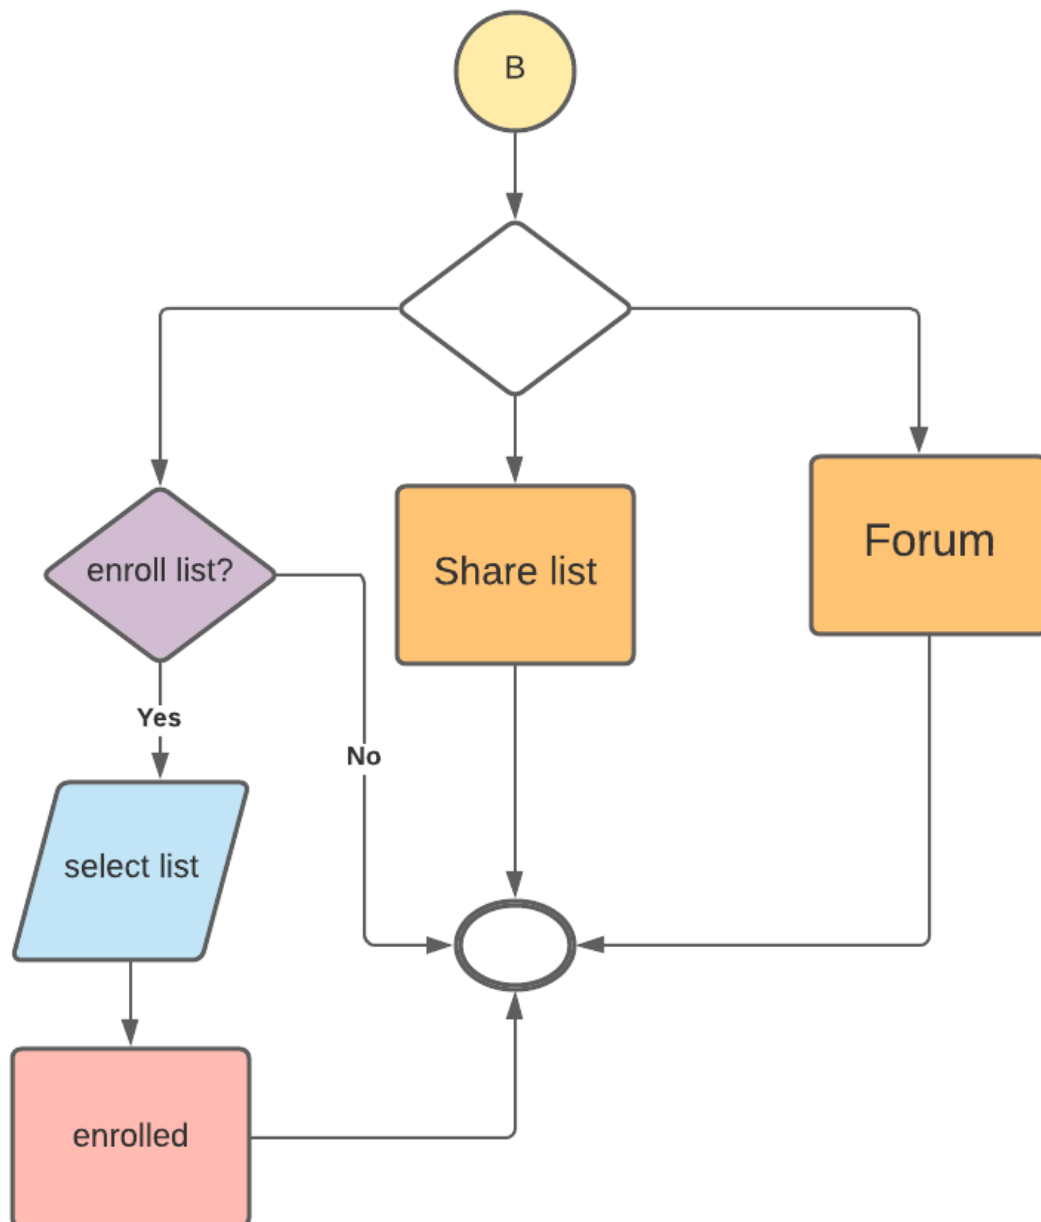 B
enroll list?
Share list
Forum
Yes
No
select list
enrolled